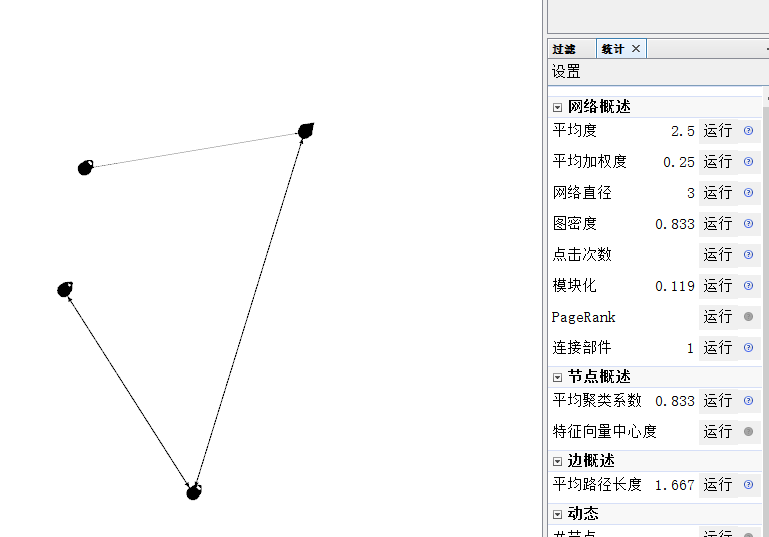 过滤 统计
设置
网络概述
平均度 2.5 运行
平均加权度 0.25 运行
网络直径 3 运行
图密度 0.833 运行
点击次数 运行
模块化 0.119 运行
PageRank 运行
连接部件 1 运行
节点概述
平均聚类系数 0.833 运行
特征向量中心度 运行
边概述
平均路径长度 1.667 运行
动态